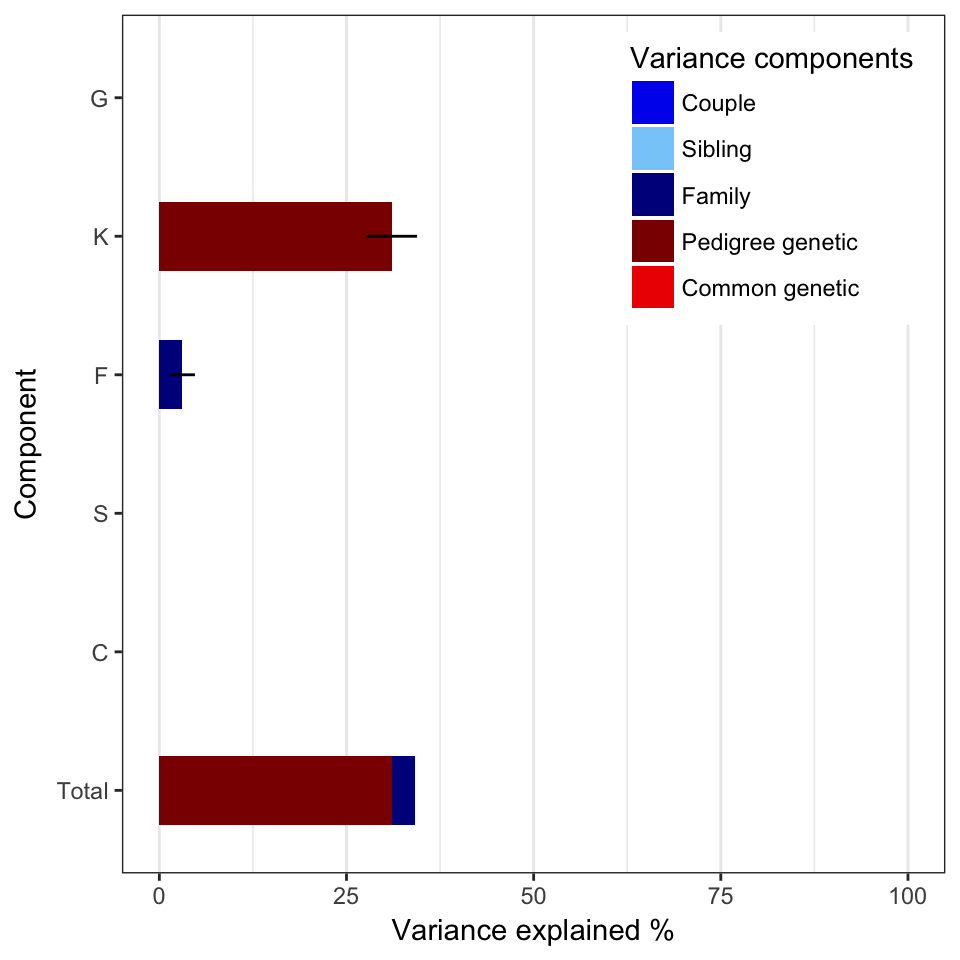 Variance components
Couple
Sibling
Family
Pedigree genetic
Common genetic
Component
G
K
F
S
C
Total
0 25 50 75 100
Variance explained %